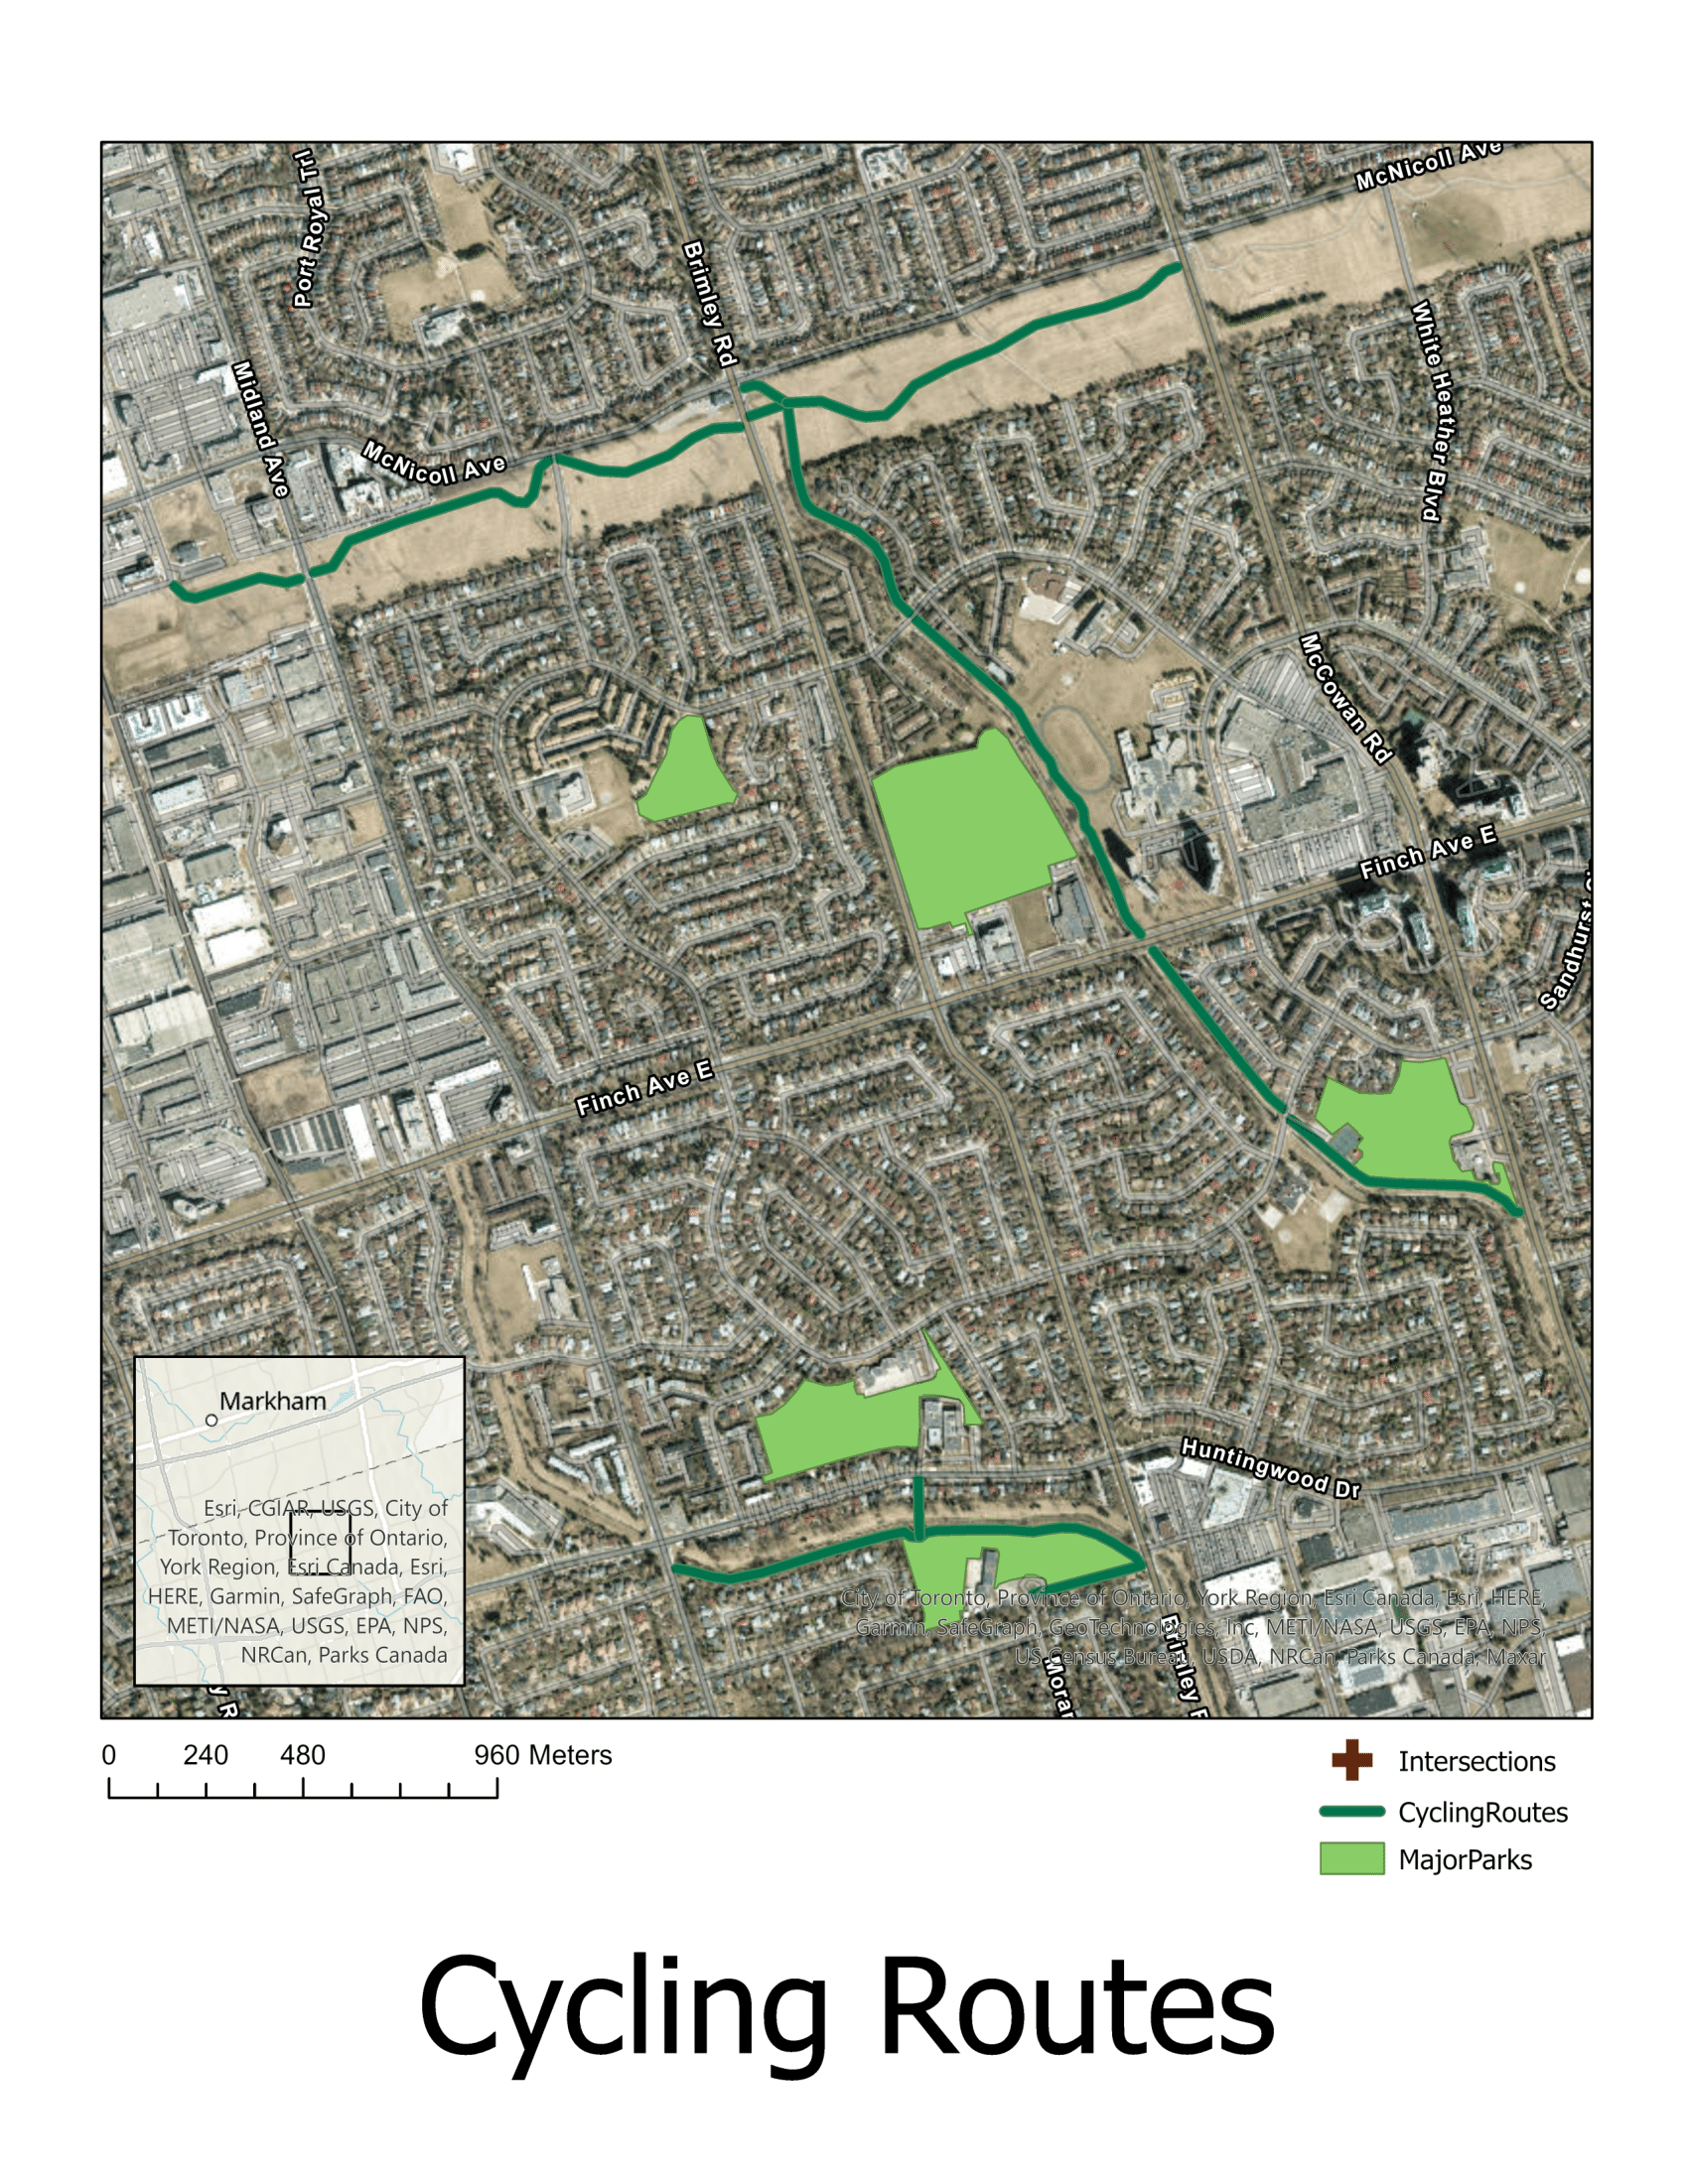 McNicoll Ave
Port Royal Trl
Brimley Rd
White Heather Blvd
Midland Ave
McNicoll Ave
McCowan Rd
Finch Ave E
Sandhurst
Finch Ave E
Huntingwood Dr
Markham
Esri, CGIAR, USGS, City of
Toronto, Province of Ontario,
York Region, Esri Canada, Esri,
HERE, Garmin, SafeGraph, FAO,
METI/NASA, USGS, EPA, NPS,
NRCan, Parks Canada
City of Toronto, Province of Ontario, York Region, Esri Canada, Esri, HERE,
Garmin, SafeGraph, GeoTechnologies, Inc, METI/NASA, USGS, EPA, NPS,
US Census Bureau, USDA, NRCan, Parks Canada, Maxar
y R
Morar
Brimley R
0 240 480 960 Meters
Intersections
CyclingRoutes
MajorParks
Cycling Routes